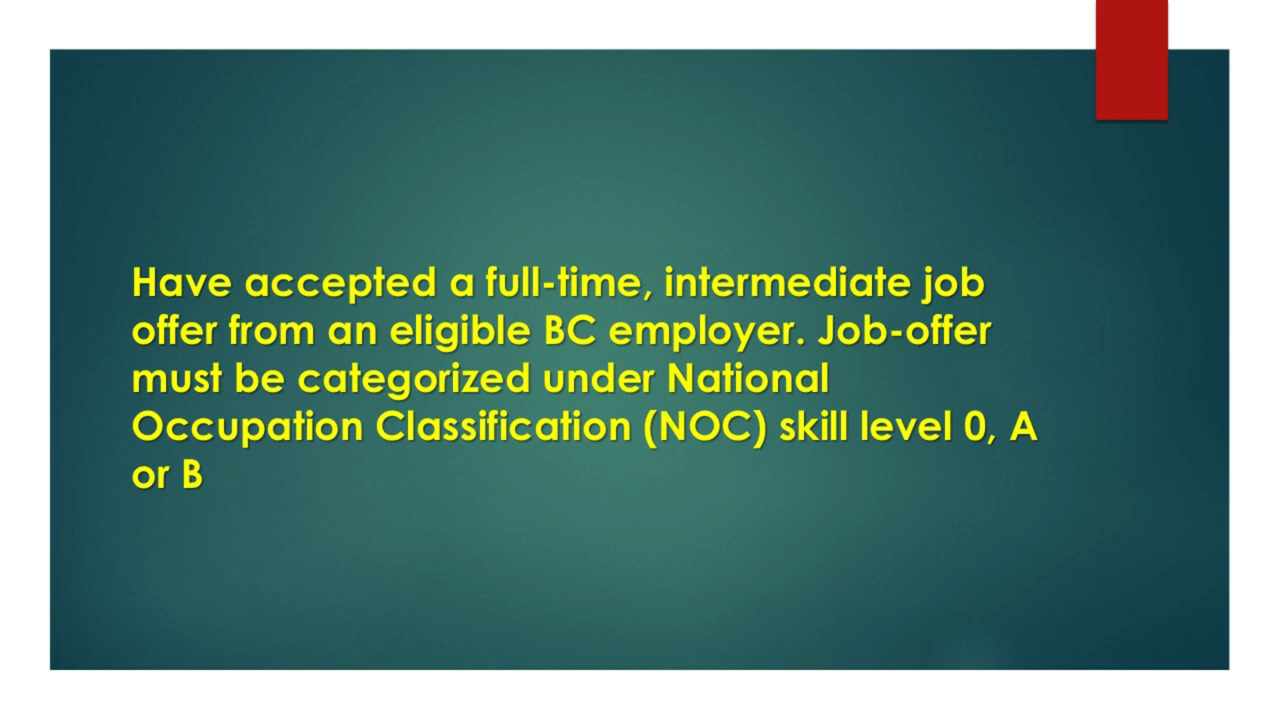 Have accepted a full-time, intermediate job
offer from an eligible BC employer. Job-offer
must be categorized under National
Occupation Classification (NOC) skill level 0, A
or B